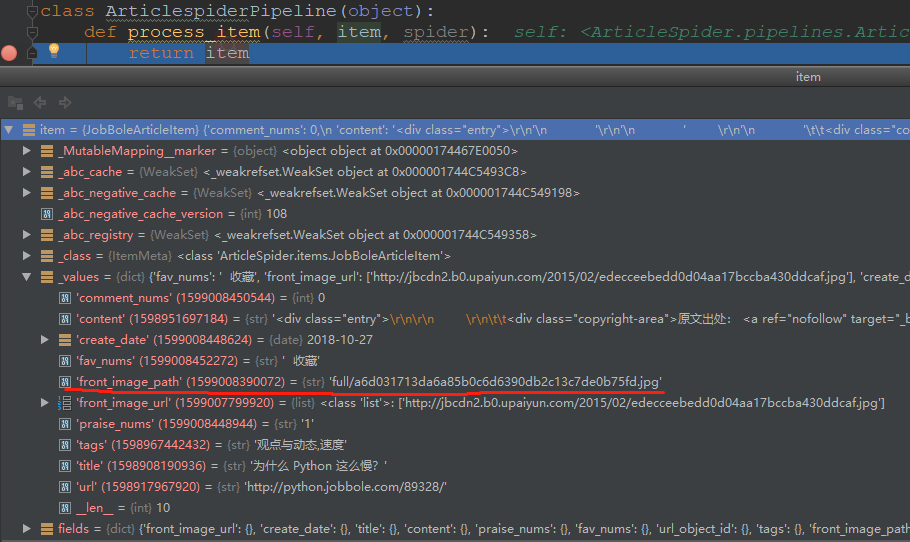 class ArticlespiderPipeline(object):
def process_item(self, item, spider): self: <ArticleSpider.pipelines.Artic
return item
item
item = {JobBoleArticleItem} {'comment_nums': 0,\n 'content': '<div class="entry">\r\n'\n '\r\n'\n ' \r\n'\n '\t\t<div class="co
_MutableMapping__marker = {object} <object object at 0x00000174467E0050>
_abc_cache = {WeakSet} <_weakrefset.WeakSet object at 0x000001744C5493C8>
_abc_negative_cache = {WeakSet} <_weakrefset.WeakSet object at 0x000001744C549198>
_abc_negative_cache_version = {int} 108
_abc_registry = {WeakSet} <_weakrefset.WeakSet object at 0x000001744C549358>
_class = {ItemMeta} <class 'ArticleSpider.items.JobBoleArticleItem'>
_values = {dict} {'fav_nums': ' 收藏', 'front_image_url': ['http://jbcdn2.b0.upaiyun.com/2015/02/edecceebedd0d04aa17bccba430ddcaf.jpg'], 'create_d
'comment_nums' (1599008450544) = {int} 0
'content' (1598951697184) = {str} '<div class="entry">\r\n\r\n \r\n\t\t<div class="copyright-area">原文出处： <a ref="nofollow" target="_b
'create_date' (1599008448624) = {date} 2018-10-27
'fav_nums' (1599008452272) = {str} ' 收藏'
'front_image_path' (1599008390072) = {str} 'full/a6d031713da6a85b0c6d6390db2c13c7de0b75fd.jpg'
'front_image_url' (1599007799920) = {list} <class 'list'>: ['http://jbcdn2.b0.upaiyun.com/2015/02/edecceebedd0d04aa17bccba430ddcaf.jpg']
'praise_nums' (1599008448944) = {str} '1'
'tags' (1598967442432) = {str} '观点与动态,速度'
'title' (1598908190936) = {str} '为什么 Python 这么慢？'
'url' (1598917967920) = {str} 'http://python.jobbole.com/89328/'
__len__ = {int} 10
fields = {dict} {'front_image_url': {}, 'create_date': {}, 'title': {}, 'content': {}, 'praise_nums': {}, 'fav_nums': {}, 'url_object_id': {}, 'tags': {}, 'front_image_path